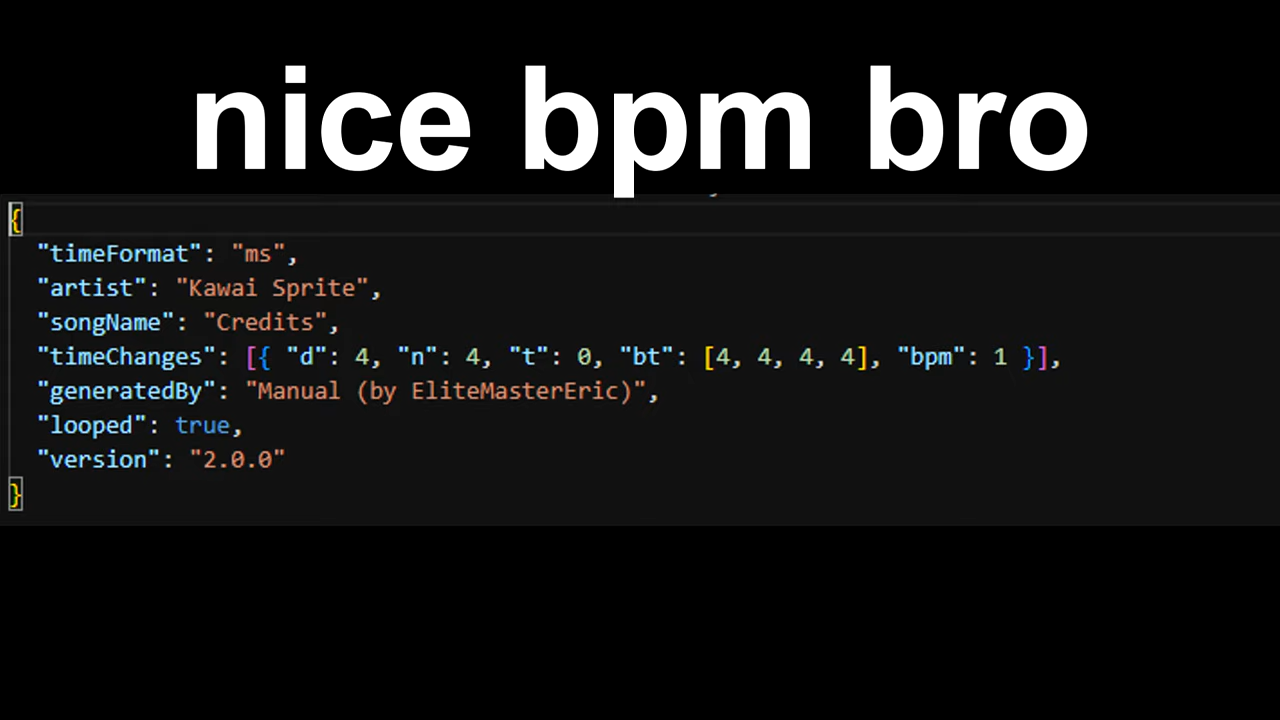 nice bpm bro
{
"timeFormat": "ms",
"artist": "Kawai Sprite",
"songName": "Credits",
"timeChanges": [{ "d": 4, "n": 4, "t": 0, "bt": [4, 4, 4, 4], "bpm": 1 }],
"generatedBy": "Manual (by EliteMasterEric)",
"looped": true,
"version": "2.0.0"
}